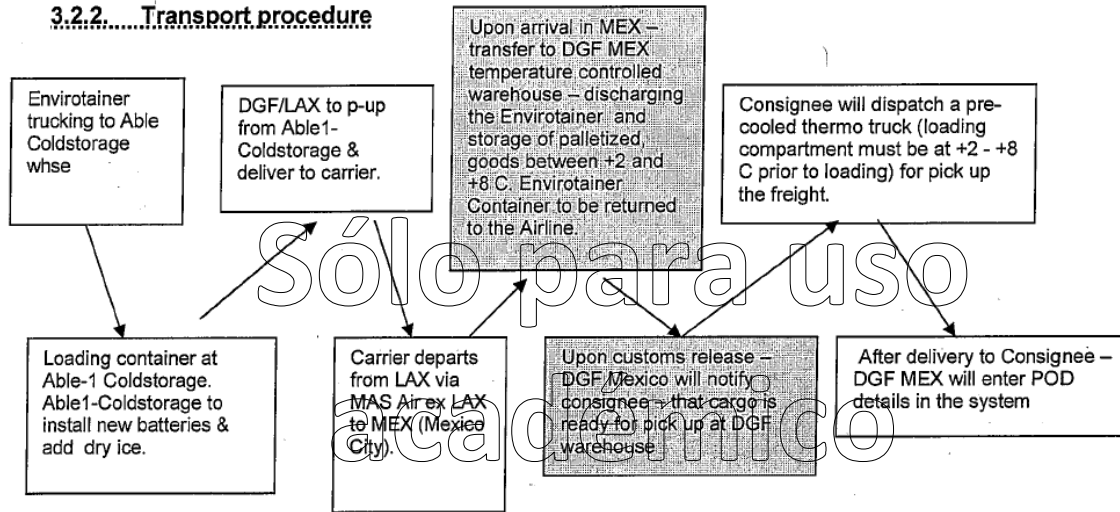 3.2.2...... Transport procedure
Envirotainer
trucking to Able
Coldstorage
whse
Loading container at
Able-1 Coldstorage.
Able1-Coldstorage to
install new batteries &
add dry ice.
DGF/LAX to p-up
from Able1-
Coldstorage &
deliver to carrier.
Carrier departs
from LAX via
MAS Air ex LAX
to MEX (Mexico
City).
Upon arrival in MEX –
transfer to DGF MEX
temperature controlled
warehouse – discharging
the Envirotainer and
storage of palletized,
goods between +2 and
+8 C. Envirotainer
Container to be returned
to the Airline.
Upon customs release –
DGF Mexico will notify
consignee – that cargo is
ready for pick up at DGF
warehouse
Consignee will dispatch a pre-
cooled thermo truck (loading
compartment must be at +2 - +8
C prior to loading) for pick up
the freight.
After delivery to Consignee –
DGF MEX will enter POD
details in the system
Sólo para uso
académico